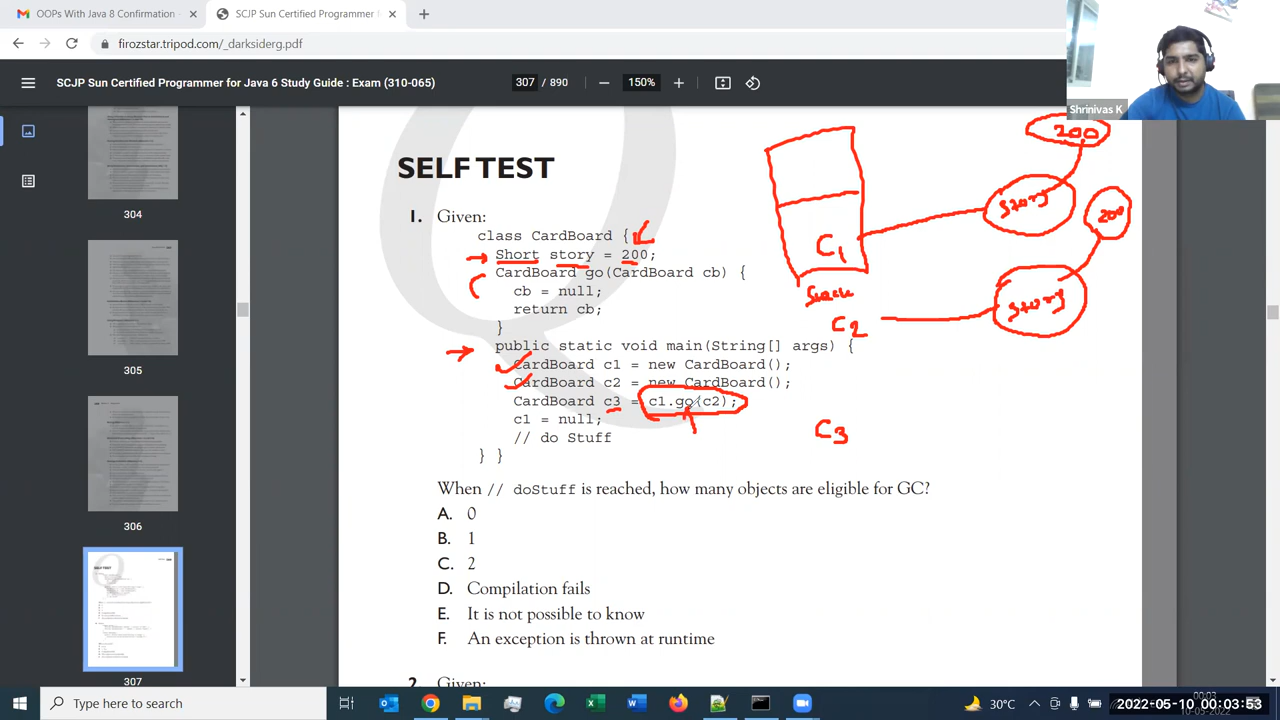 OOPs With Java 8 Confirmation
SCJP Sun Certified Programmer
firozstar.tripod.com/_darksiderg.pdf
SCJP Sun Certified Programmer for Java 6 Study Guide : Exam (310-065)
307 / 890
150%
Shrinivas K
304
305
306
307
SELF TEST
1. Given:
class CardBoard {
Short story 200;
CardBoard go(CardBoard cb) {
cb = null;
return cb;
}
public static void main(String[] args) {
CardBoard c1 = new CardBoard();
CardBoard c2 = new CardBoard();
CardBoard c3 = c1.go(c2);
c1 = null;
// do Stuff
} }
When // doStuff is reached, how many objects are eligible for GC?
A. 0
B. 1
C. 2
D. Compilation fails
E. It is not possible to know
F. An exception is thrown at runtime
2 Given:
200
story
200
C1
story
C2
C3
Type here to search
30°C
00:03
2022-05-10 00:03:53
10-05-2022